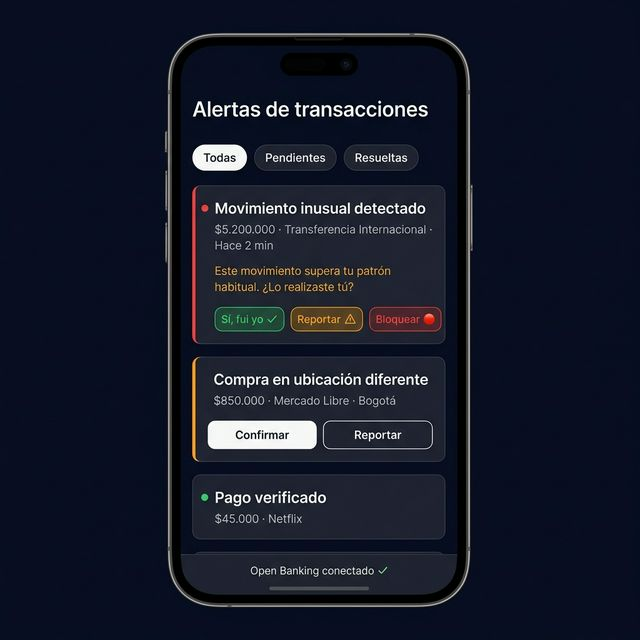 Alertas de transacciones
Todas
Pendientes
Resueltas
Movimiento inusual detectado
$5.200.000 · Transferencia Internacional ·
Hace 2 min
Este movimiento supera tu patrón
habitual. ¿Lo realizaste tú?
Sí, fui yo ✓
Reportar ⚠
Bloquear 🔴
Compra en ubicación diferente
$850.000 · Mercado Libre · Bogotá
Confirmar
Reportar
Pago verificado
$45.000 · Netflix
Open Banking conectado ✓